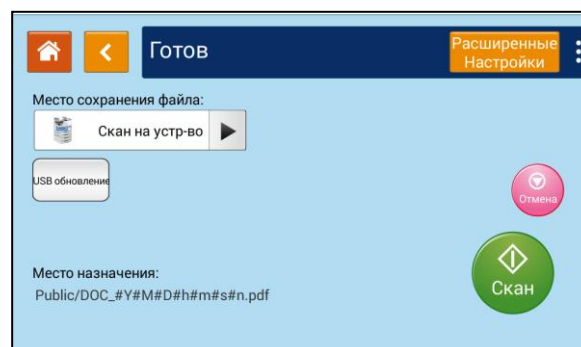 Готов
Расширенные
Настройки
Место сохранения файла:
Скан на устр-во
USB обновление
Отмена
Место назначения:
Public/DOC_#Y#M#D#h#m#s#n.pdf
Скан